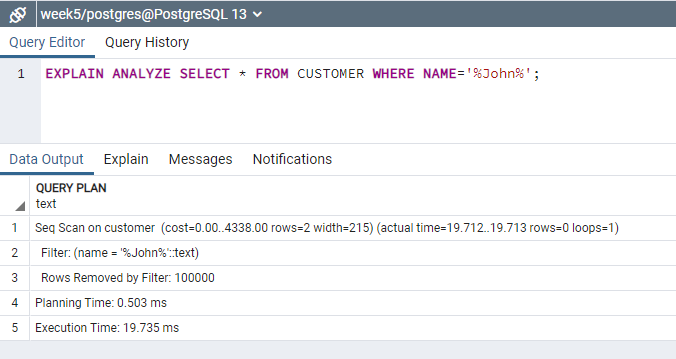 week5/postgres@PostgreSQL 13
Query Editor Query History
1 EXPLAIN ANALYZE SELECT * FROM CUSTOMER WHERE NAME='%John%';
Data Output Explain Messages Notifications
QUERY PLAN
text
1 Seq Scan on customer (cost=0.00..4338.00 rows=2 width=215) (actual time=19.712..19.713 rows=0 loops=1)
2 Filter: (name = '%John%'::text)
3 Rows Removed by Filter: 100000
4 Planning Time: 0.503 ms
5 Execution Time: 19.735 ms